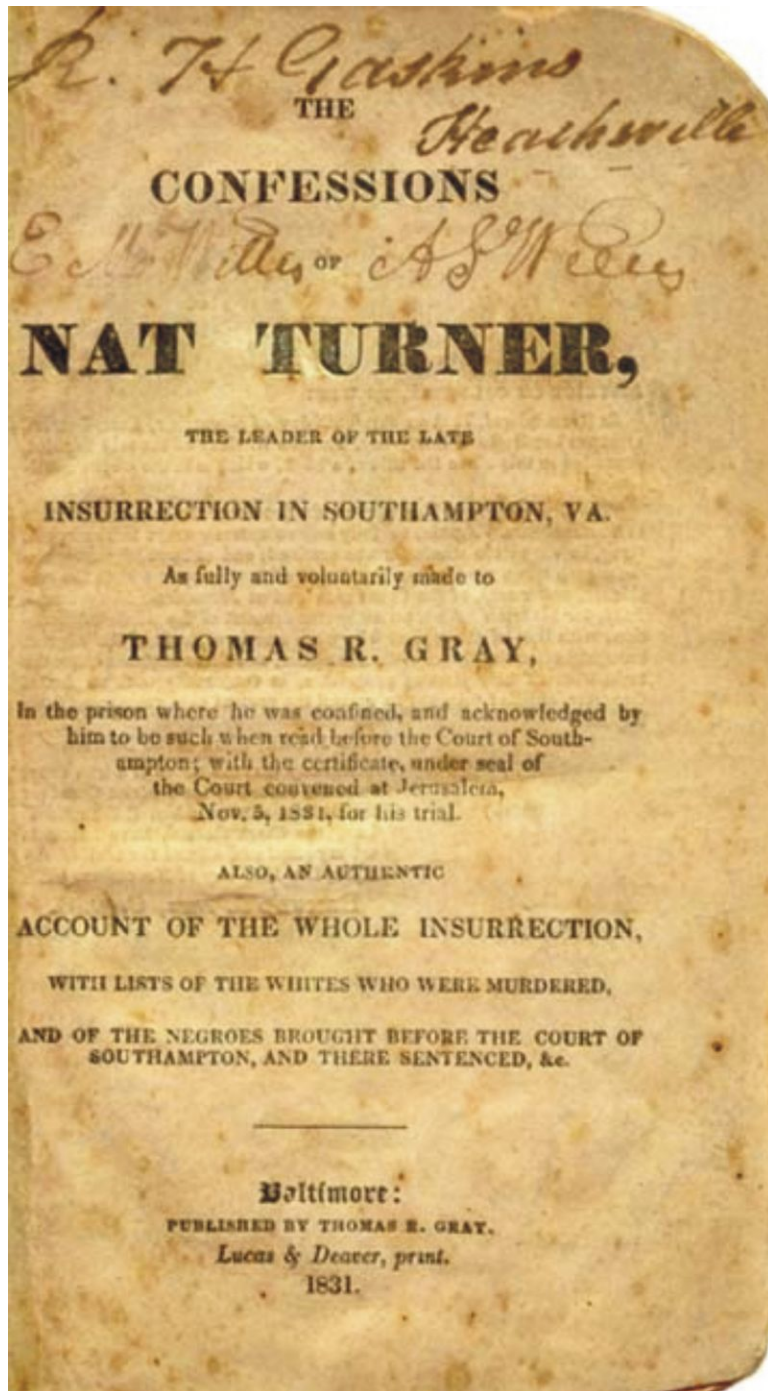 R. H Gaskins
THE
Heathsville
CONFESSIONS
OF
NAT TURNER,
THE LEADER OF THE LATE
INSURRECTION IN SOUTHAMPTON, VA.
As fully and voluntarily made to
THOMAS R. GRAY,
In the prison where he was confined, and acknowledged by
him to be such when read before the Court of South-
ampton; with the certificate, under seal of
the Court convened at Jerusalem,
Nov. 5, 1831, for his trial.
ALSO, AN AUTHENTIC
ACCOUNT OF THE WHOLE INSURRECTION,
WITH LISTS OF THE WHITES WHO WERE MURDERED,
AND OF THE NEGROES BROUGHT BEFORE THE COURT OF
SOUTHAMPTON, AND THERE SENTENCED, &c.
Baltimore:
PUBLISHED BY THOMAS R. GRAY.
Lucas & Deaver, print.
1831.